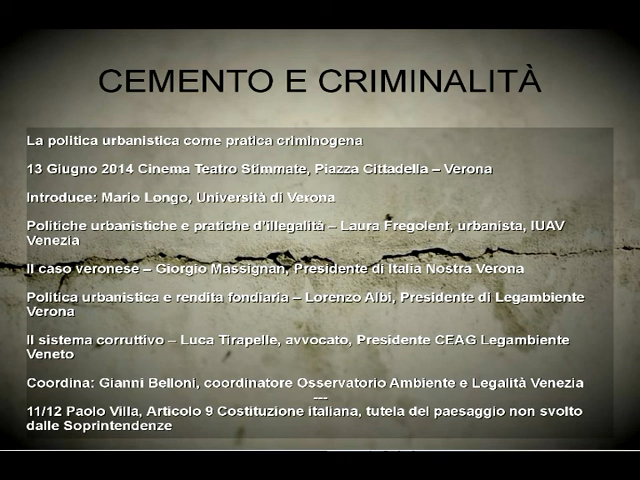 CEMENTO E CRIMINALITÀ
La politica urbanistica come pratica criminogena
13 Giugno 2014 Cinema Teatro Stimmate, Piazza Cittadella – Verona
Introduce: Mario Longo, Università di Verona
Politiche urbanistiche e pratiche d'illegalità – Laura Fregolent, urbanista, IUAV
Venezia
Il caso veronese – Giorgio Massignan, Presidente di Italia Nostra Verona
Politica urbanistica e rendita fondiaria – Lorenzo Albi, Presidente di Legambiente
Verona
Il sistema corruttivo – Luca Tirapelle, avvocato, Presidente CEAG Legambiente
Veneto
Coordina: Gianni Belloni, coordinatore Osservatorio Ambiente e Legalità Venezia
---
11/12 Paolo Villa, Articolo 9 Costituzione italiana, tutela del paesaggio non svolto
dalle Soprintendenze